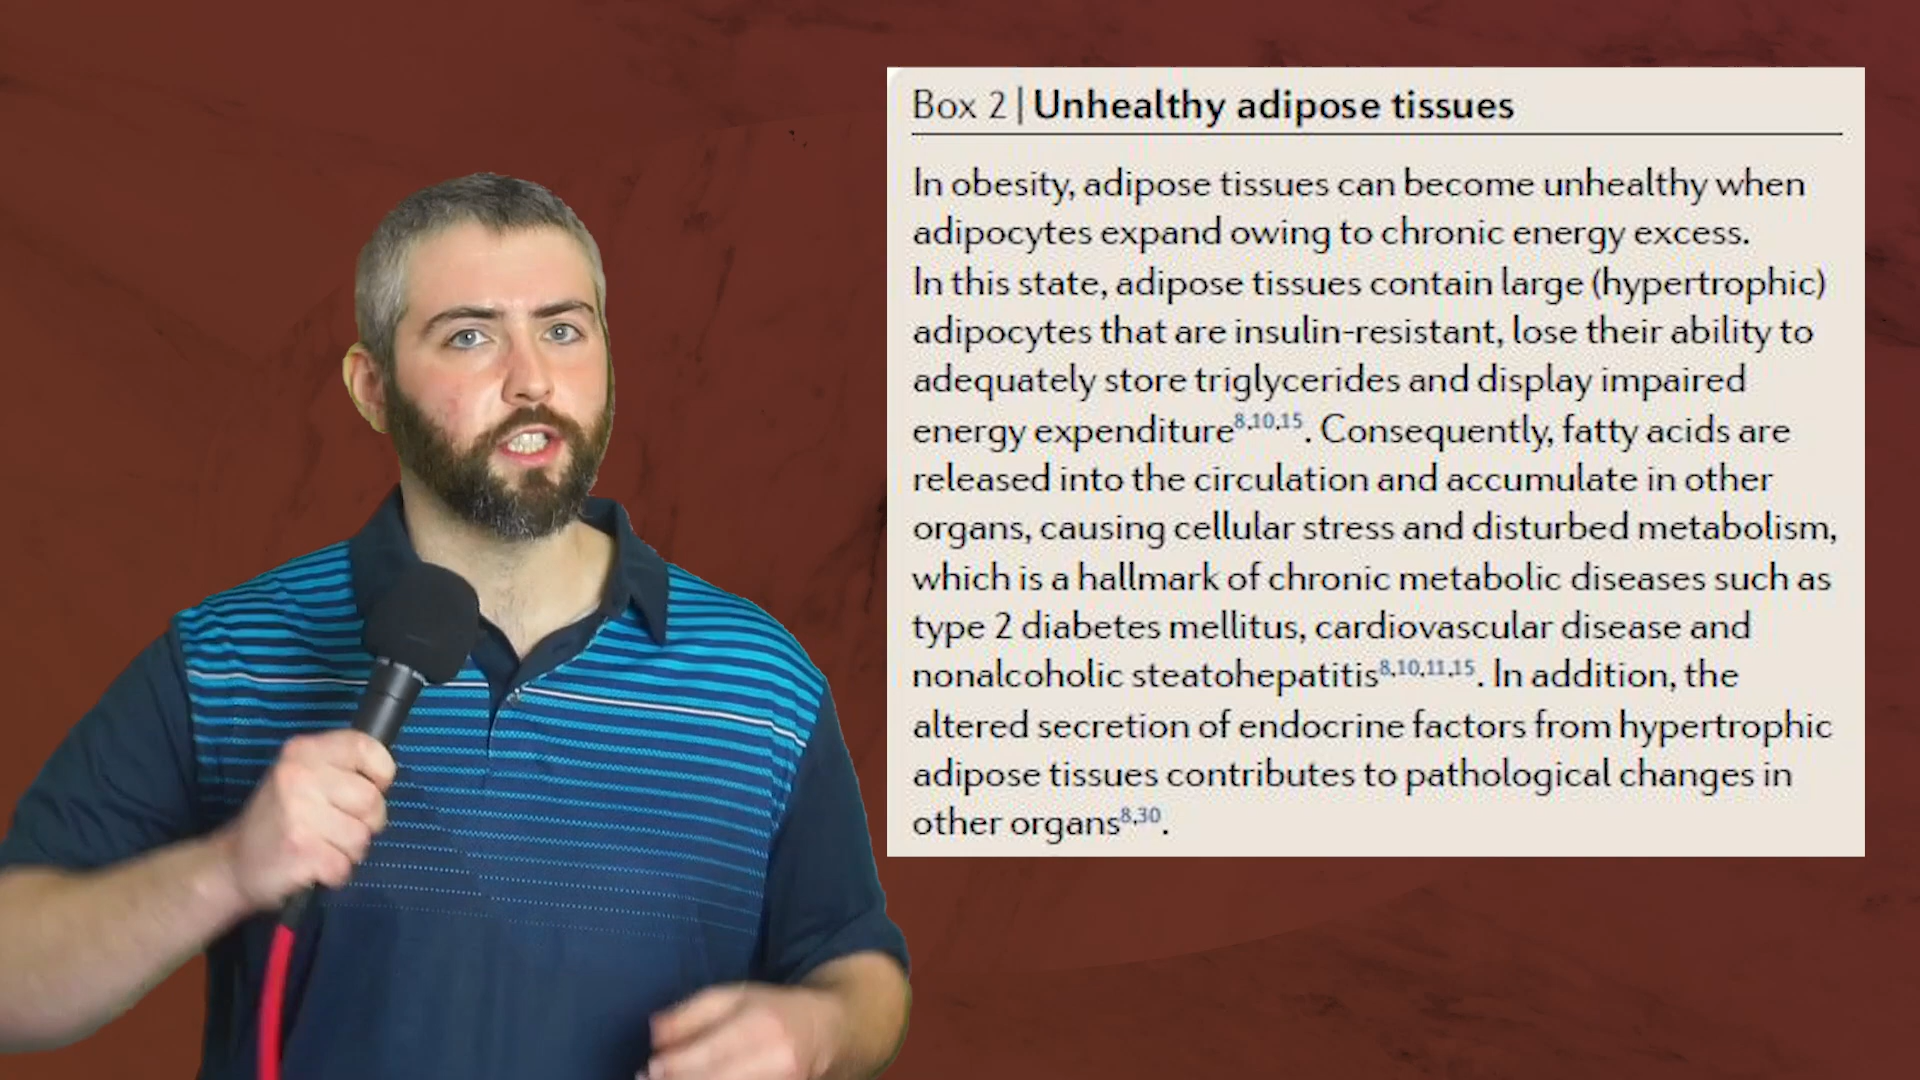 Box 2 | Unhealthy adipose tissues
In obesity, adipose tissues can become unhealthy when
adipocytes expand owing to chronic energy excess.
In this state, adipose tissues contain large (hypertrophic)
adipocytes that are insulin-resistant, lose their ability to
adequately store triglycerides and display impaired
energy expenditure8,10,15. Consequently, fatty acids are
released into the circulation and accumulate in other
organs, causing cellular stress and disturbed metabolism,
which is a hallmark of chronic metabolic diseases such as
type 2 diabetes mellitus, cardiovascular disease and
nonalcoholic steatohepatitis8,10,11,15. In addition, the
altered secretion of endocrine factors from hypertrophic
adipose tissues contributes to pathological changes in
other organs8,30.